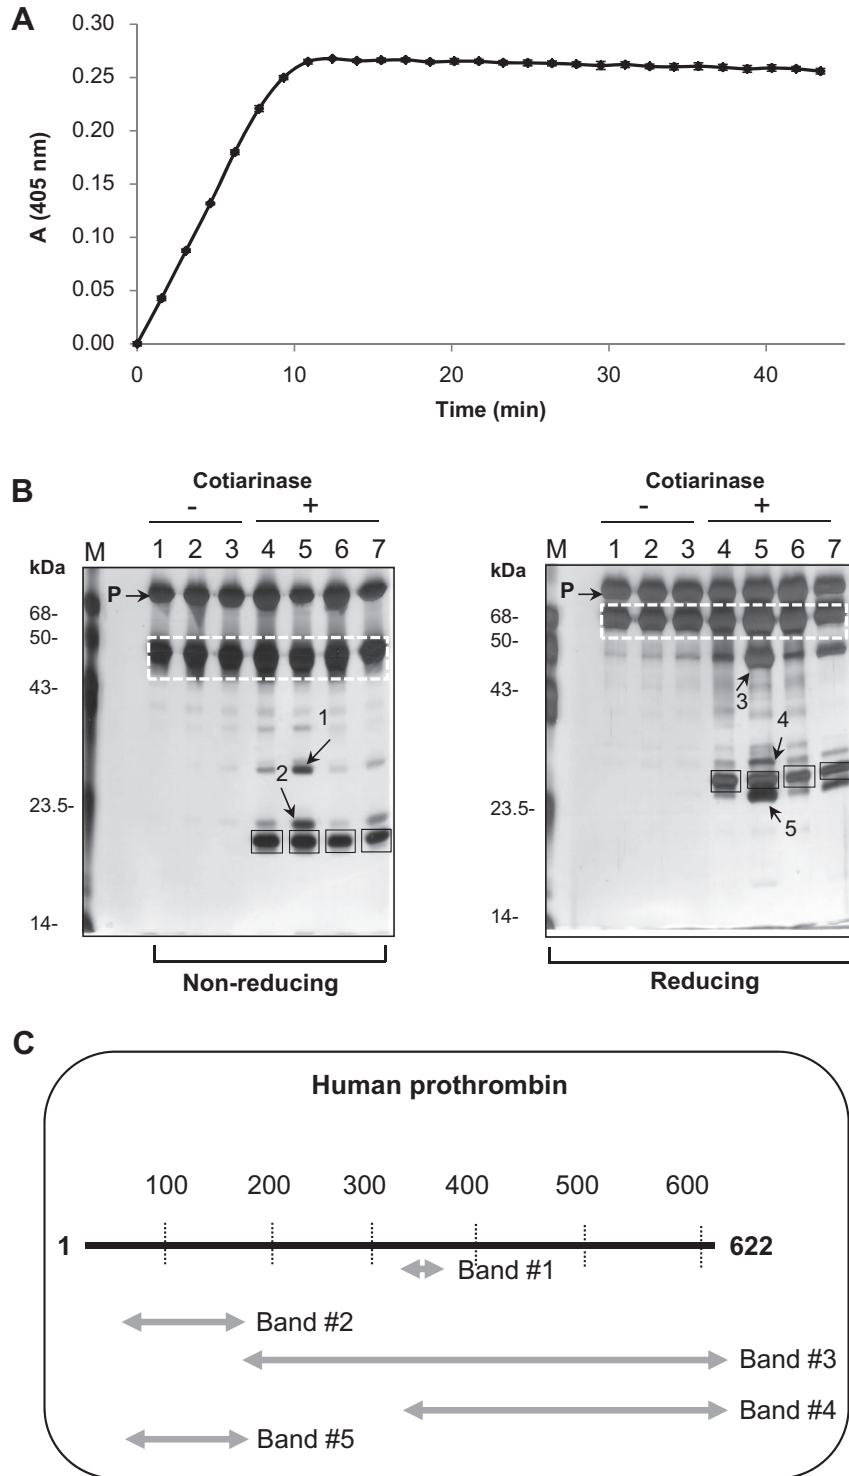 A
0.30
0.25
0.20
0.15
0.10
0.05
0.00
A (405 nm)
0 10 20 30 40
Time (min)
B
Cotiarinase
- +
M 1 2 3 4 5 6 7
kDa
P
68-
50-
43-
23.5-
14-
1
2
Non-reducing
Cotiarinase
- +
M 1 2 3 4 5 6 7
kDa
P
68-
50-
43-
23.5-
14-
3
4
5
Reducing
C
Human prothrombin
100 200 300 400 500 600
1 622
Band #1
Band #2
Band #3
Band #4
Band #5